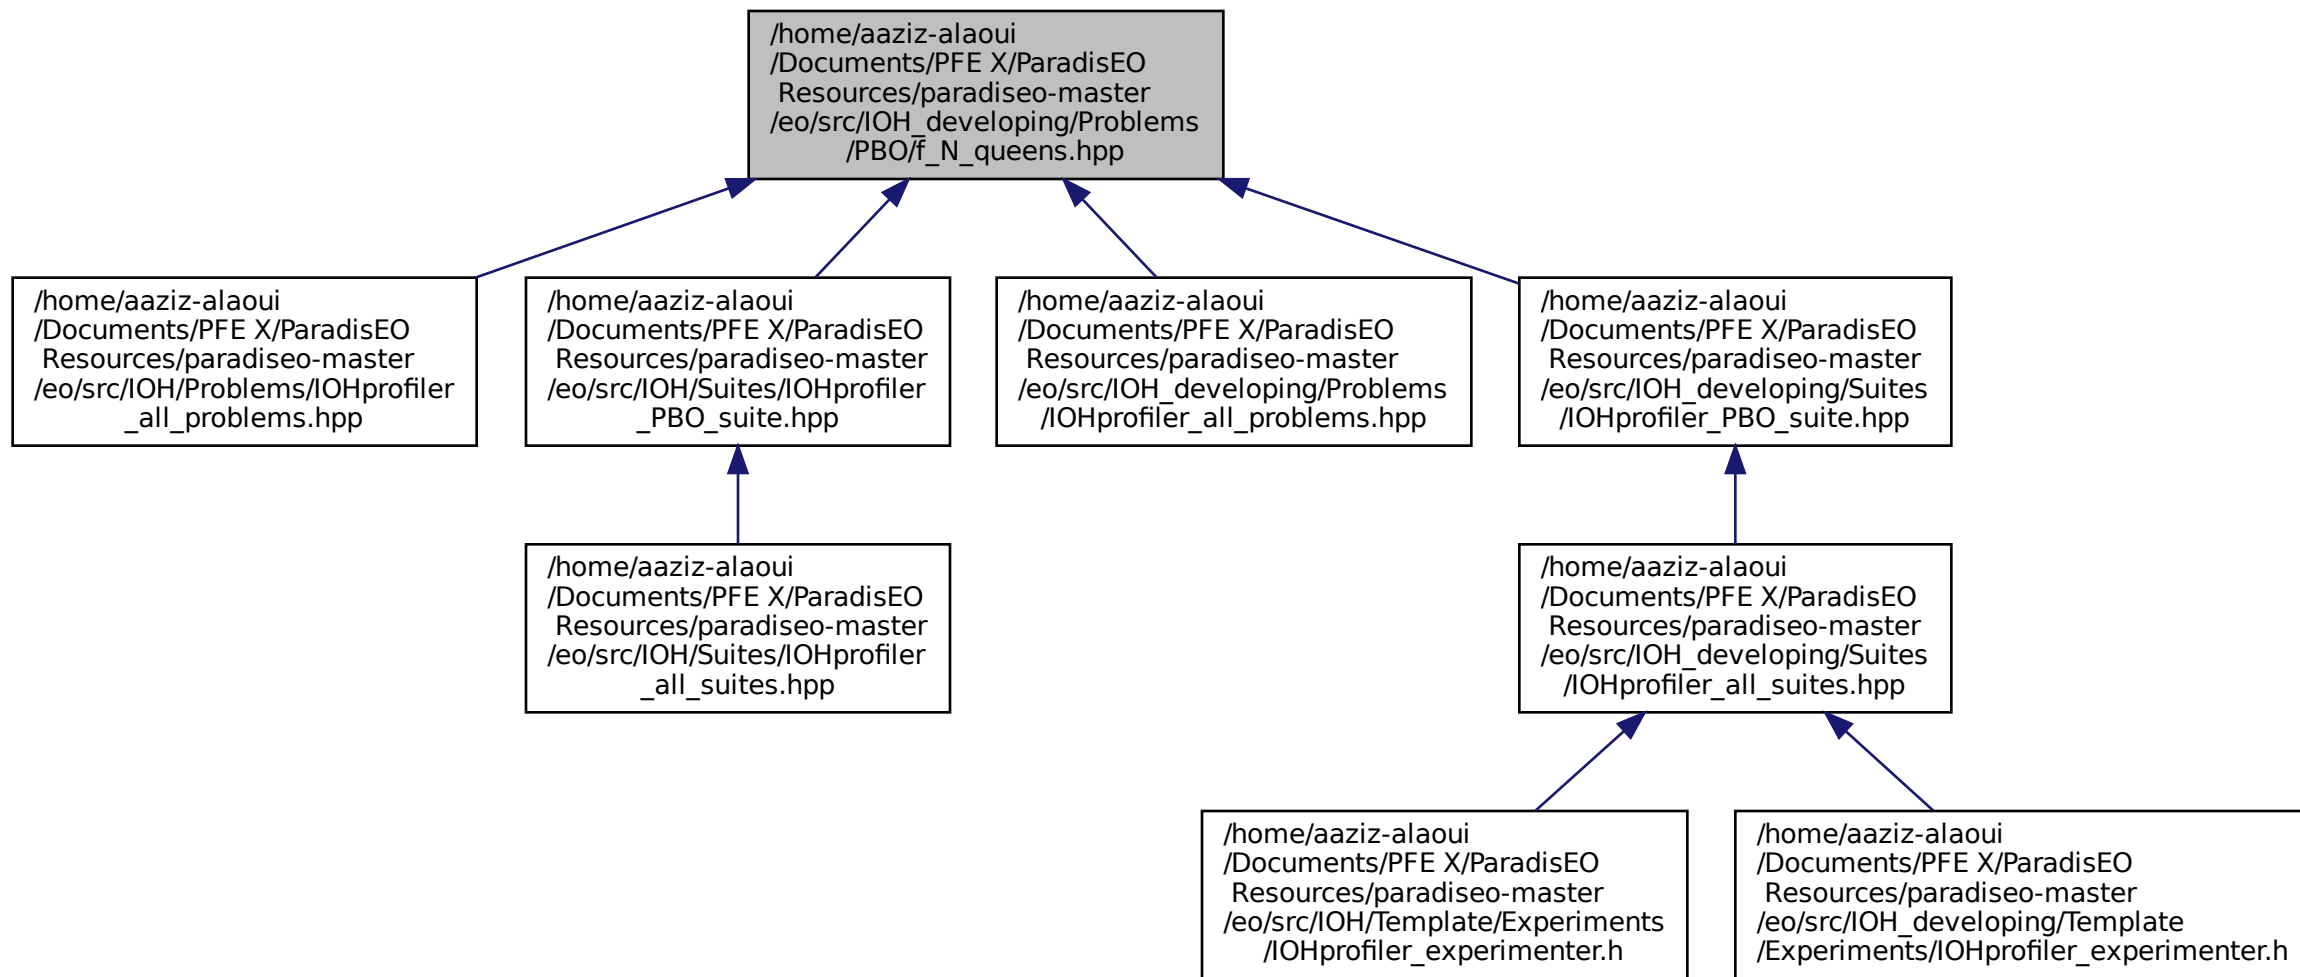 /home/aaziz-alaoui
/Documents/PFE X/ParadisEO
Resources/paradiseo-master
/eo/src/IOH_developing/Problems
/PBO/f_N_queens.hpp
/home/aaziz-alaoui
/Documents/PFE X/ParadisEO
Resources/paradiseo-master
/eo/src/IOH/Problems/IOHprofiler
_all_problems.hpp
/home/aaziz-alaoui
/Documents/PFE X/ParadisEO
Resources/paradiseo-master
/eo/src/IOH/Suites/IOHprofiler
_PBO_suite.hpp
/home/aaziz-alaoui
/Documents/PFE X/ParadisEO
Resources/paradiseo-master
/eo/src/IOH_developing/Problems
/IOHprofiler_all_problems.hpp
/home/aaziz-alaoui
/Documents/PFE X/ParadisEO
Resources/paradiseo-master
/eo/src/IOH_developing/Suites
/IOHprofiler_PBO_suite.hpp
/home/aaziz-alaoui
/Documents/PFE X/ParadisEO
Resources/paradiseo-master
/eo/src/IOH/Suites/IOHprofiler
_all_suites.hpp
/home/aaziz-alaoui
/Documents/PFE X/ParadisEO
Resources/paradiseo-master
/eo/src/IOH_developing/Suites
/IOHprofiler_all_suites.hpp
/home/aaziz-alaoui
/Documents/PFE X/ParadisEO
Resources/paradiseo-master
/eo/src/IOH/Template/Experiments
/IOHprofiler_experimenter.h
/home/aaziz-alaoui
/Documents/PFE X/ParadisEO
Resources/paradiseo-master
/eo/src/IOH_developing/Template
/Experiments/IOHprofiler_experimenter.h